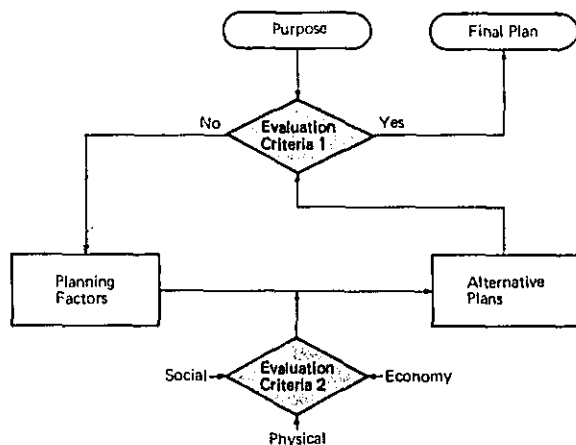 Purpose
Final Plan
No
Evaluation
Criteria 1
Yes
Planning
Factors
Alternative
Plans
Social
Evaluation
Criteria 2
Economy
Physical